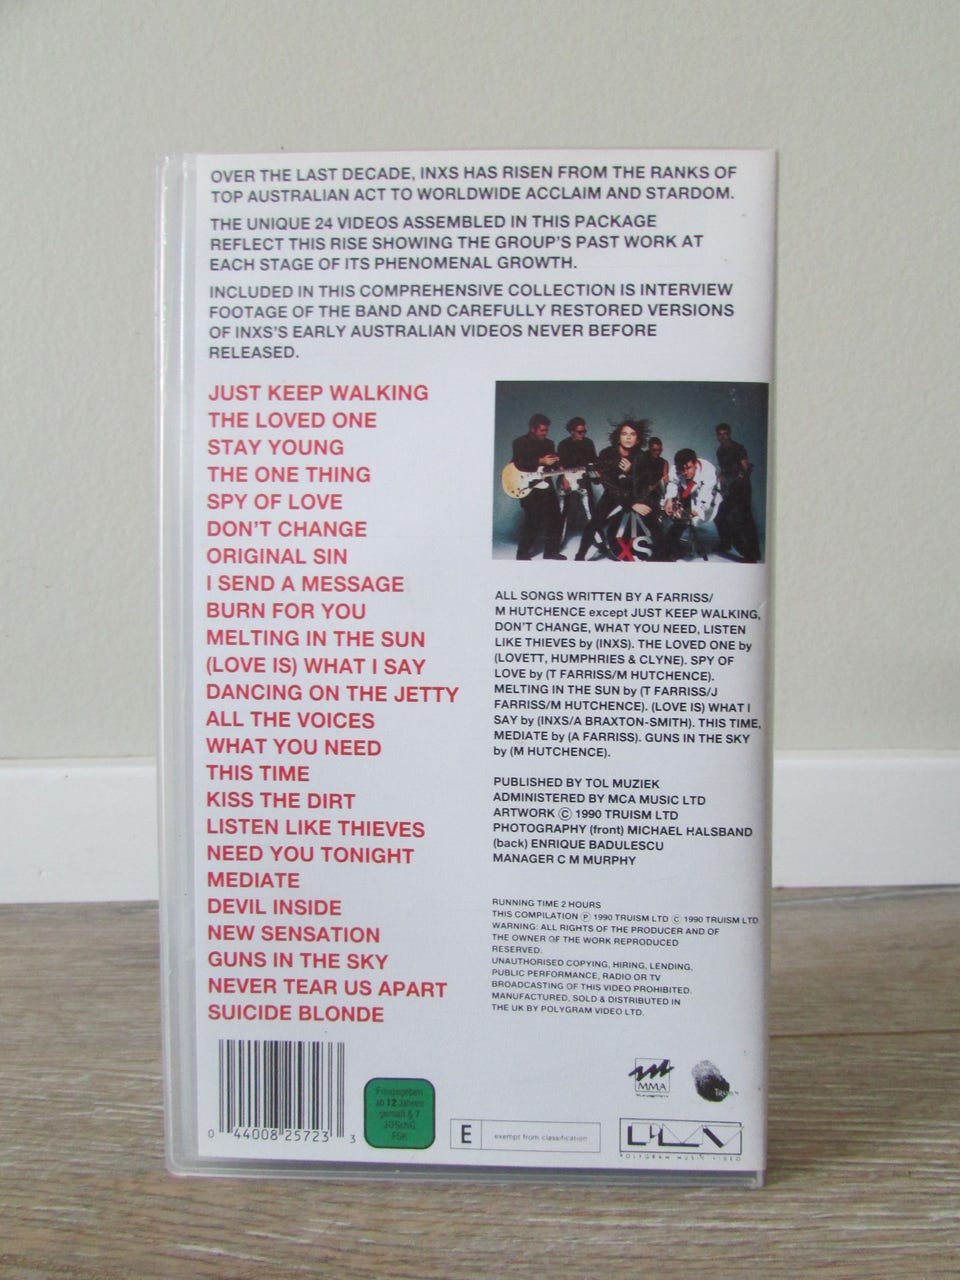 OVER THE LAST DECADE, INXS HAS RISEN FROM THE RANKS OF
TOP AUSTRALIAN ACT TO WORLDWIDE ACCLAIM AND STARDOM.
THE UNIQUE 24 VIDEOS ASSEMBLED IN THIS PACKAGE
REFLECT THIS RISE SHOWING THE GROUP'S PAST WORK AT
EACH STAGE OF ITS PHENOMENAL GROWTH.
INCLUDED IN THIS COMPREHENSIVE COLLECTION IS INTERVIEW
FOOTAGE OF THE BAND AND CAREFULLY RESTORED VERSIONS
OF INXS'S EARLY AUSTRALIAN VIDEOS NEVER BEFORE
RELEASED.
JUST KEEP WALKING
THE LOVED ONE
STAY YOUNG
THE ONE THING
SPY OF LOVE
DON'T CHANGE
ORIGINAL SIN
I SEND A MESSAGE
BURN FOR YOU
MELTING IN THE SUN
(LOVE IS) WHAT I SAY
DANCING ON THE JETTY
ALL THE VOICES
WHAT YOU NEED
THIS TIME
KISS THE DIRT
LISTEN LIKE THIEVES
NEED YOU TONIGHT
MEDIATE
DEVIL INSIDE
NEW SENSATION
GUNS IN THE SKY
NEVER TEAR US APART
SUICIDE BLONDE
XS
ALL SONGS WRITTEN BY A FARRISS/
M HUTCHENCE except JUST KEEP WALKING,
DON'T CHANGE, WHAT YOU NEED, LISTEN
LIKE THIEVES by (INXS). THE LOVED ONE by
(LOVETT, HUMPHRIES & CLYNE). SPY OF
LOVE by (T FARRISS/M HUTCHENCE).
MELTING IN THE SUN by (T FARRISS/J
FARRISS/M HUTCHENCE). (LOVE IS) WHAT I
SAY by (INXS/A BRAXTON-SMITH). THIS TIME,
MEDIATE by (A FARRISS). GUNS IN THE SKY
by (M HUTCHENCE).
PUBLISHED BY TOL MUZIEK
ADMINISTERED BY MCA MUSIC LTD
ARTWORK © 1990 TRUISM LTD
PHOTOGRAPHY (front) MICHAEL HALSBAND
(back) ENRIQUE BADULESCU
MANAGER C M MURPHY
RUNNING TIME 2 HOURS
THIS COMPILATION ℗ 1990 TRUISM LTD © 1990 TRUISM LTD
WARNING: ALL RIGHTS OF THE PRODUCER AND OF
THE OWNER OF THE WORK REPRODUCED
RESERVED.
UNAUTHORISED COPYING, HIRING, LENDING,
PUBLIC PERFORMANCE, RADIO OR TV
BROADCASTING OF THIS VIDEO PROHIBITED.
MANUFACTURED, SOLD & DISTRIBUTED IN
THE UK BY POLYGRAM VIDEO LTD.
0 44008 25723 3
Freigegeben
ab 12 Jahren
gemäß § 7
JÖSchG
FSK
E exempt from classification
MMA
POLYGRAM MUSIC VIDEO